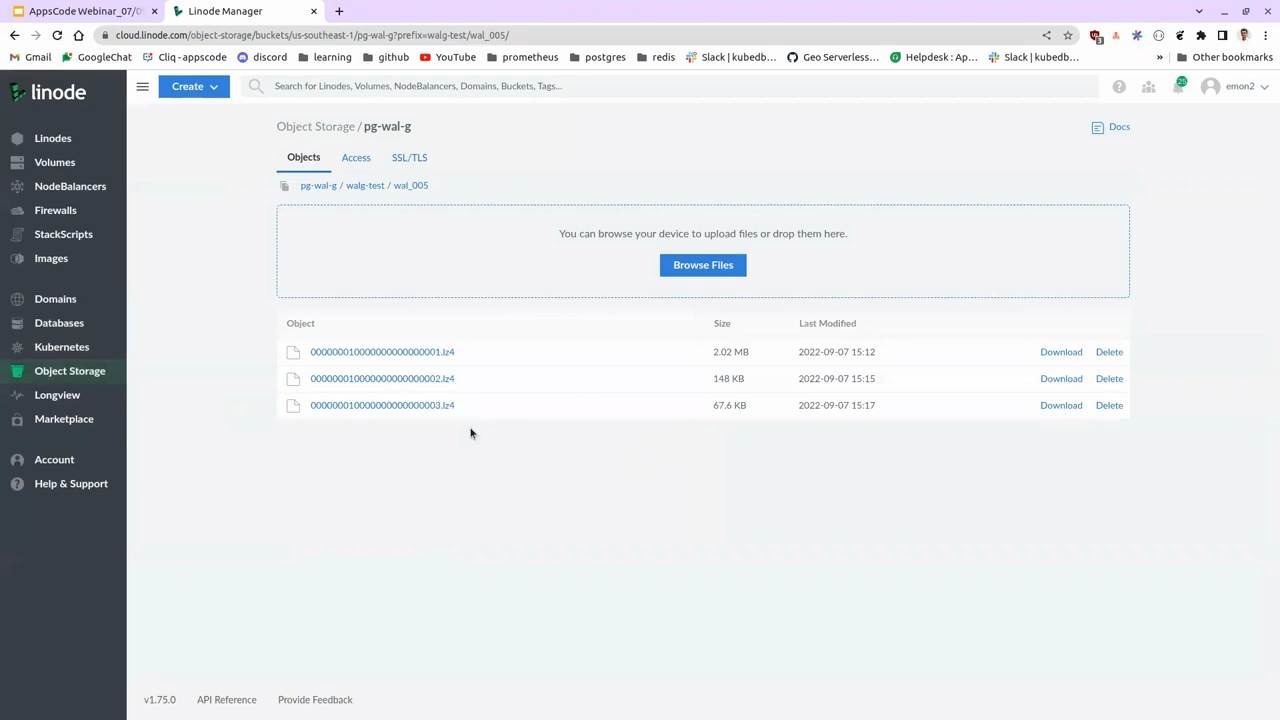 AppsCode Webinar_07/0
Linode Manager
cloud.linode.com/object-storage/buckets/us-southeast-1/pg-wal-g?prefix=walg-test/wal_005/
Gmail GoogleChat Cliq - appscode discord learning github YouTube prometheus postgres redis Slack | kubedb... Geo Serverless... Helpdesk : Ap... Slack | kubedb... » Other bookmarks
linode
Create
Search for Linodes, Volumes, NodeBalancers, Domains, Buckets, Tags...
emon2
Linodes
Volumes
NodeBalancers
Firewalls
StackScripts
Images
Domains
Databases
Kubernetes
Object Storage
Longview
Marketplace
Account
Help & Support
Object Storage / pg-wal-g
Docs
Objects Access SSL/TLS
pg-wal-g / walg-test / wal_005
You can browse your device to upload files or drop them here.
Browse Files
Object Size Last Modified
000000010000000000000001.lz4 2.02 MB 2022-09-07 15:12 Download Delete
000000010000000000000002.lz4 148 KB 2022-09-07 15:15 Download Delete
000000010000000000000003.lz4 67.6 KB 2022-09-07 15:17 Download Delete
v1.75.0 API Reference Provide Feedback